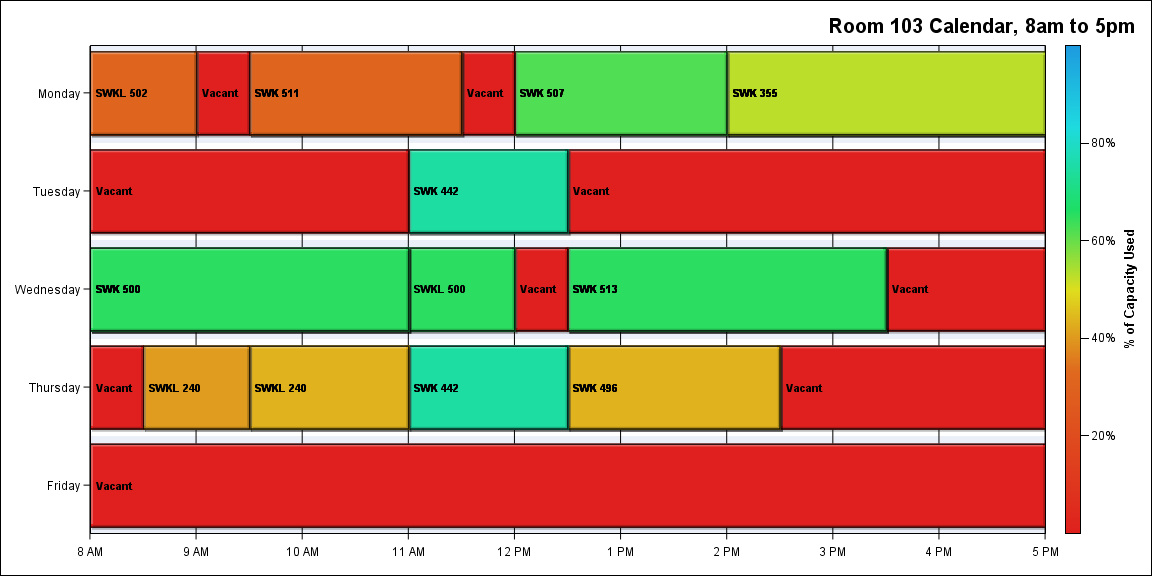 Room 103 Calendar, 8am to 5pm
Monday
SWKL 502
Vacant
SWK 511
Vacant
SWK 507
SWK 355
Tuesday
Vacant
SWK 442
Vacant
Wednesday
SWK 500
SWKL 500
Vacant
SWK 513
Vacant
Thursday
Vacant
SWKL 240
SWKL 240
SWK 442
SWK 496
Vacant
Friday
Vacant
8 AM
9 AM
10 AM
11 AM
12 PM
1 PM
2 PM
3 PM
4 PM
5 PM
80%
60%
40%
20%
% of Capacity Used